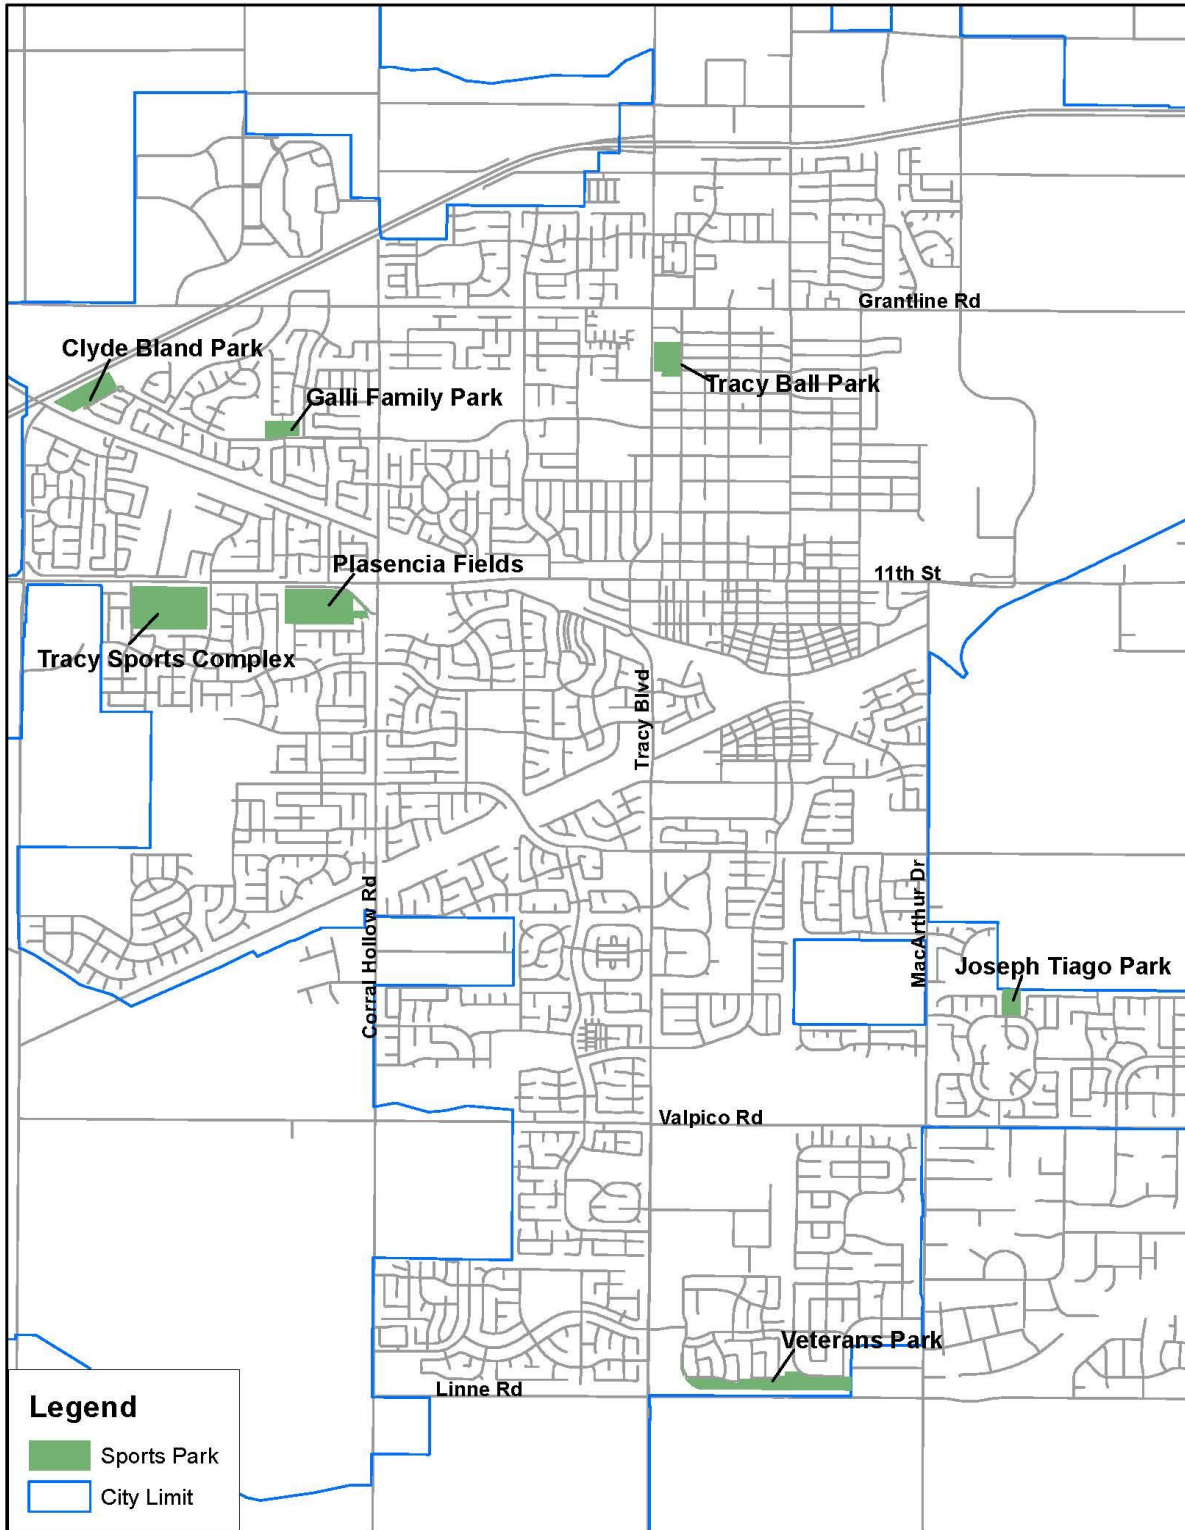 Grantline Rd
Clyde Bland Park
Tracy Ball Park
Galli Family Park
Plasencia Fields
11th St
Tracy Sports Complex
Tracy Blvd
Corral Hollow Rd
MacArthur Dr
Joseph Tiago Park
Valpico Rd
Veterans Park
Linne Rd
Legend
Sports Park
City Limit